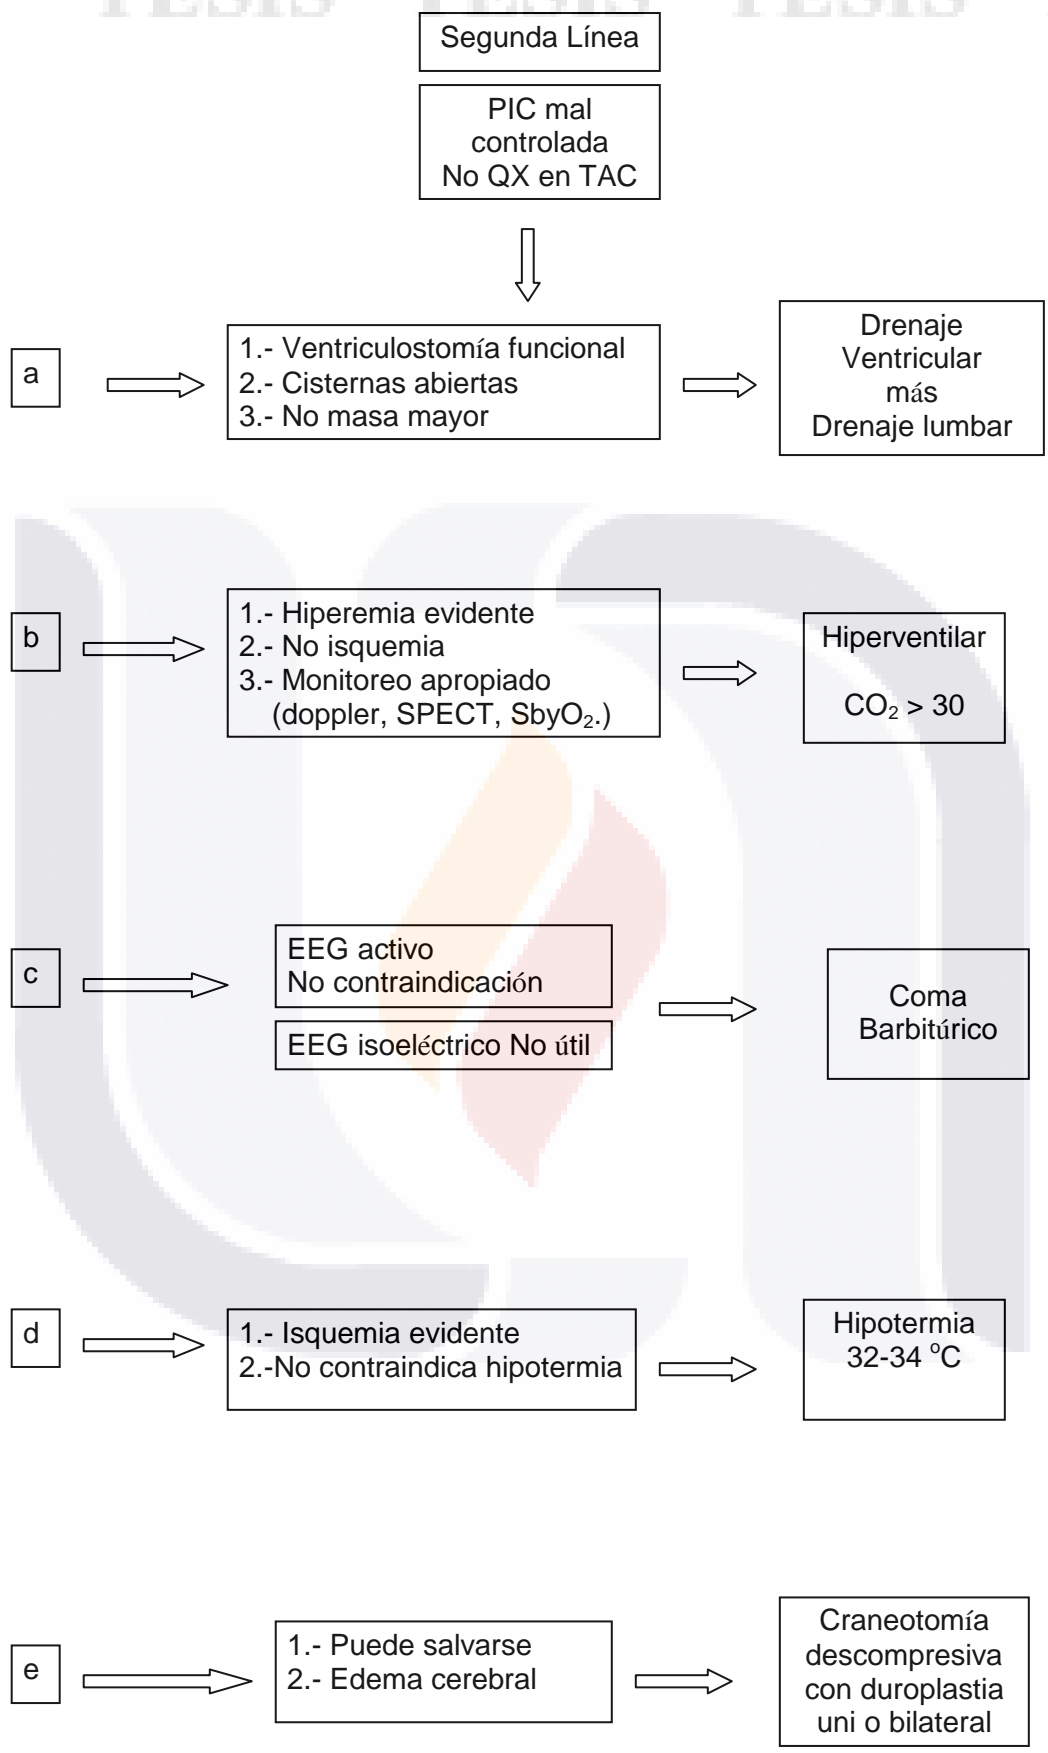 TESIS TESIS TESIS
Segunda Línea
PIC mal
controlada
No QX en TAC
a
1.- Ventriculostomía funcional
2.- Cisternas abiertas
3.- No masa mayor
Drenaje
Ventricular
más
Drenaje lumbar
b
1.- Hiperemia evidente
2.- No isquemia
3.- Monitoreo apropiado
(doppler, SPECT, SbyO₂.)
Hiperventilar
CO₂ > 30
c
EEG activo
No contraindicación
EEG isoeléctrico No útil
Coma
Barbitúrico
d
1.- Isquemia evidente
2.-No contraindica hipotermia
Hipotermia
32-34 °C
e
1.- Puede salvarse
2.- Edema cerebral
Craneotomía
descompresiva
con duroplastia
uni o bilateral